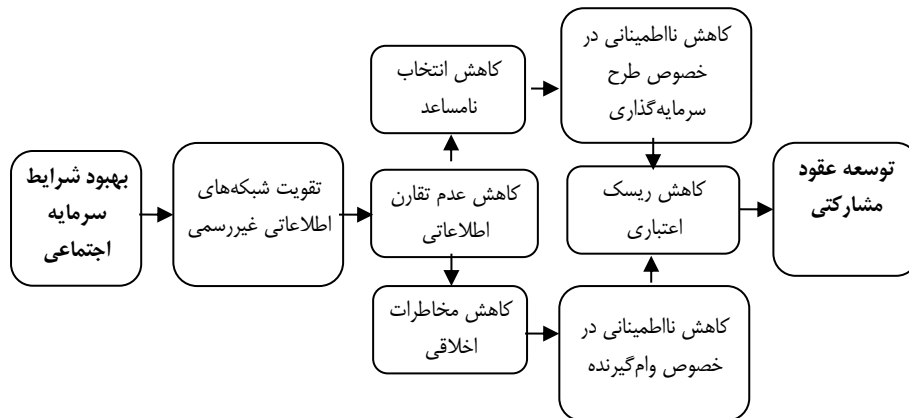 بهبود شرایط
سرمایه
اجتماعی
تقویت شبکه‌های
اطلاعاتی غیررسمی
کاهش عدم تقارن
اطلاعاتی
کاهش انتخاب
نامساعد
کاهش نااطمینانی در
خصوص طرح
سرمایه‌گذاری
کاهش مخاطرات
اخلاقی
کاهش نااطمینانی در
خصوص وام‌گیرنده
کاهش ریسک
اعتباری
توسعه عقود
مشارکتی